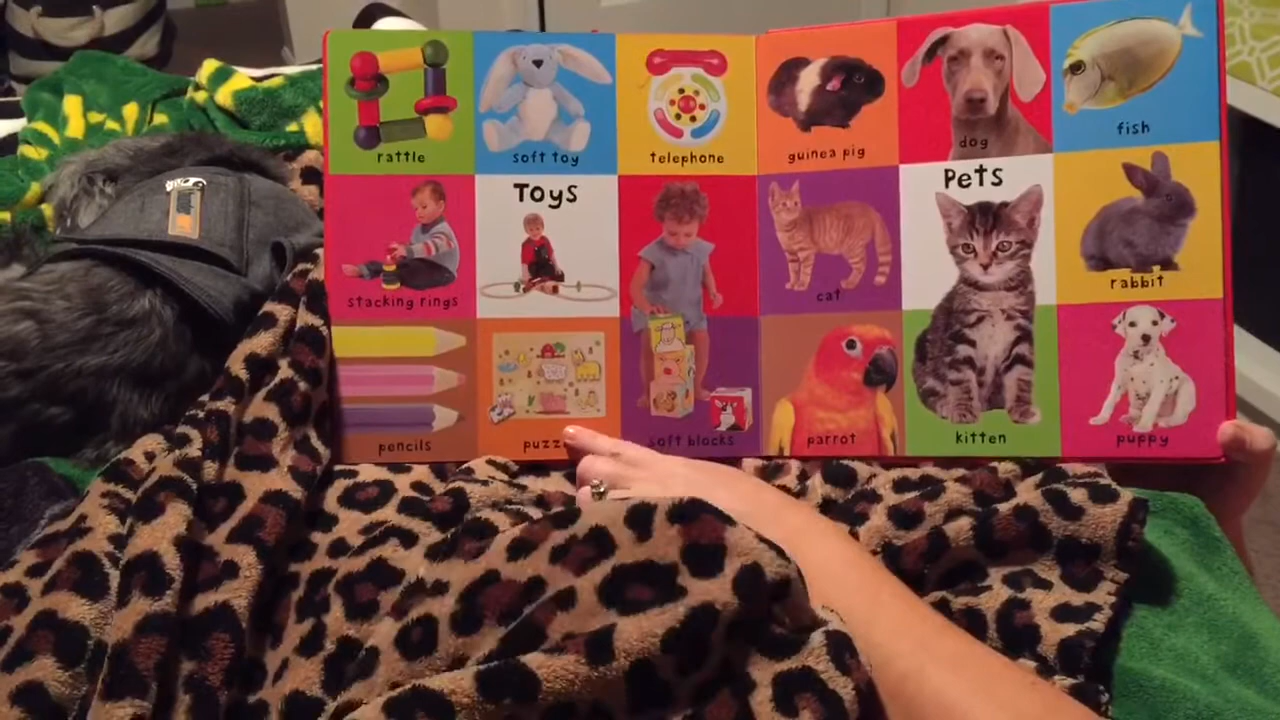 rattle
soft toy
telephone
Toys
stacking rings
pencils
soft blocks
guinea pig
dog
fish
Pets
cat
rabbit
parrot
kitten
puppy